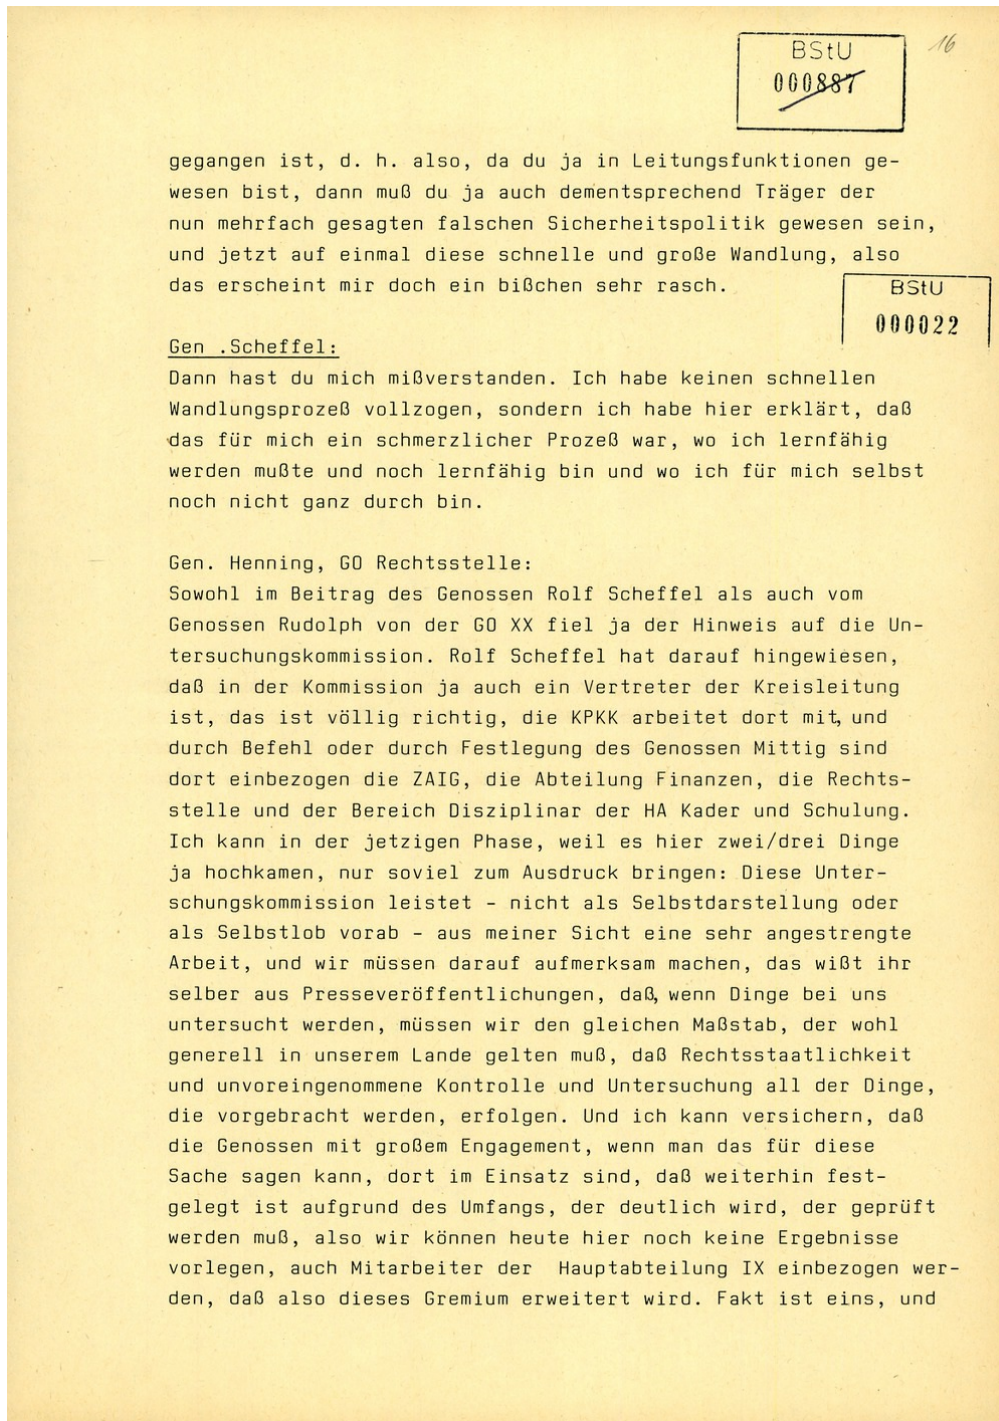 BStU
000887
16
gegangen ist, d. h. also, da du ja in Leitungsfunktionen ge-
wesen bist, dann muß du ja auch dementsprechend Träger der
nun mehrfach gesagten falschen Sicherheitspolitik gewesen sein,
und jetzt auf einmal diese schnelle und große Wandlung, also
das erscheint mir doch ein bißchen sehr rasch.
BStU
000022
Gen .Scheffel:
Dann hast du mich mißverstanden. Ich habe keinen schnellen
Wandlungsprozeß vollzogen, sondern ich habe hier erklärt, daß
das für mich ein schmerzlicher Prozeß war, wo ich lernfähig
werden mußte und noch lernfähig bin und wo ich für mich selbst
noch nicht ganz durch bin.
Gen. Henning, GO Rechtsstelle:
Sowohl im Beitrag des Genossen Rolf Scheffel als auch vom
Genossen Rudolph von der GO XX fiel ja der Hinweis auf die Un-
tersuchungskommission. Rolf Scheffel hat darauf hingewiesen,
daß in der Kommission ja auch ein Vertreter der Kreisleitung
ist, das ist völlig richtig, die KPKK arbeitet dort mit, und
durch Befehl oder durch Festlegung des Genossen Mittig sind
dort einbezogen die ZAIG, die Abteilung Finanzen, die Rechts-
stelle und der Bereich Disziplinar der HA Kader und Schulung.
Ich kann in der jetzigen Phase, weil es hier zwei/drei Dinge
ja hochkamen, nur soviel zum Ausdruck bringen: Diese Unter-
schungskommission leistet - nicht als Selbstdarstellung oder
als Selbstlob vorab - aus meiner Sicht eine sehr angestrengte
Arbeit, und wir müssen darauf aufmerksam machen, das wißt ihr
selber aus Presseveröffentlichungen, daß, wenn Dinge bei uns
untersucht werden, müssen wir den gleichen Maßstab, der wohl
generell in unserem Lande gelten muß, daß Rechtsstaatlichkeit
und unvoreingenommene Kontrolle und Untersuchung all der Dinge,
die vorgebracht werden, erfolgen. Und ich kann versichern, daß
die Genossen mit großem Engagement, wenn man das für diese
Sache sagen kann, dort im Einsatz sind, daß weiterhin fest-
gelegt ist aufgrund des Umfangs, der deutlich wird, der geprüft
werden muß, also wir können heute hier noch keine Ergebnisse
vorlegen, auch Mitarbeiter der  Hauptabteilung IX einbezogen wer-
den, daß also dieses Gremium erweitert wird. Fakt ist eins, und